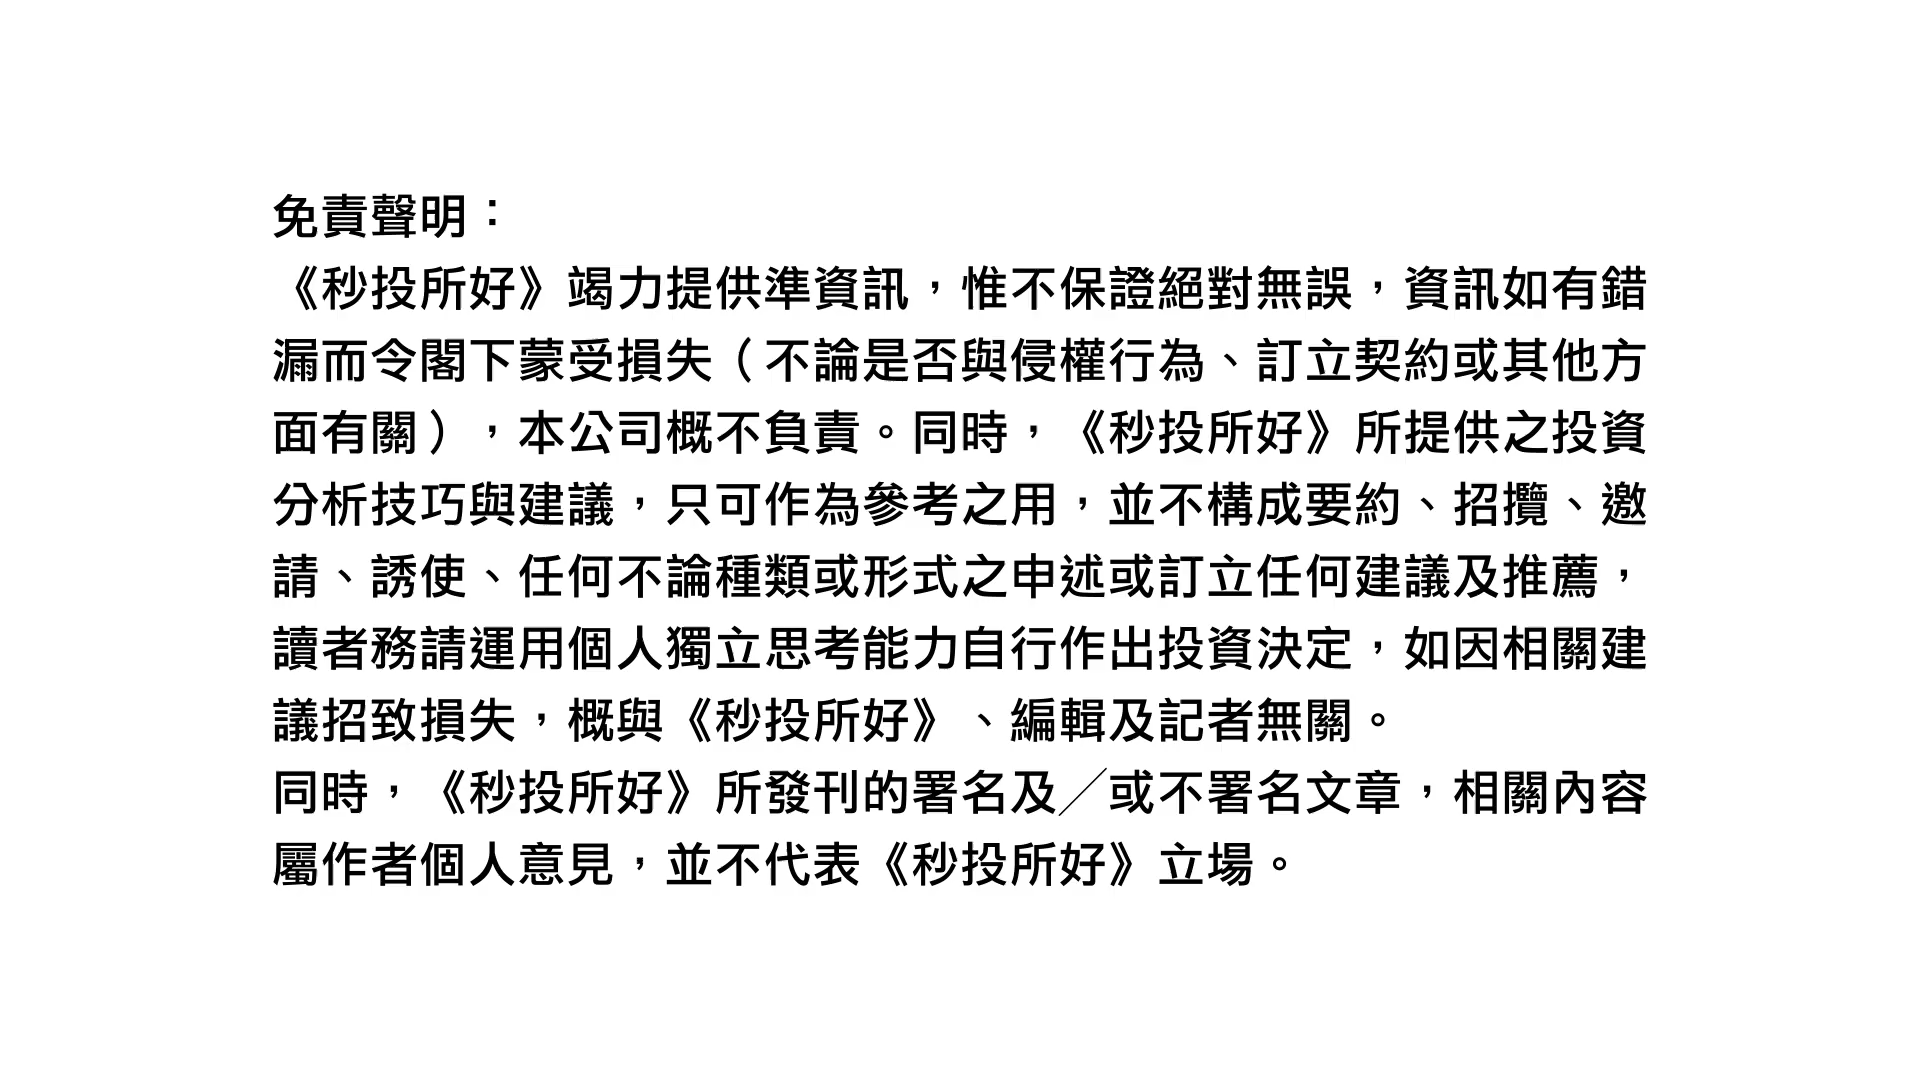 免責聲明：
《秒投所好》竭力提供準資訊，惟不保證絕對無誤，資訊如有錯
漏而令閣下蒙受損失（不論是否與侵權行為、訂立契約或其他方
面有關），本公司概不負責。同時，《秒投所好》所提供之投資
分析技巧與建議，只可作為參考之用，並不構成要約、招攬、邀
請、誘使、任何不論種類或形式之申述或訂立任何建議及推薦，
讀者務請運用個人獨立思考能力自行作出投資決定，如因相關建
議招致損失，概與《秒投所好》、編輯及記者無關。
同時，《秒投所好》所發刊的署名及／或不署名文章，相關內容
屬作者個人意見，並不代表《秒投所好》立場。